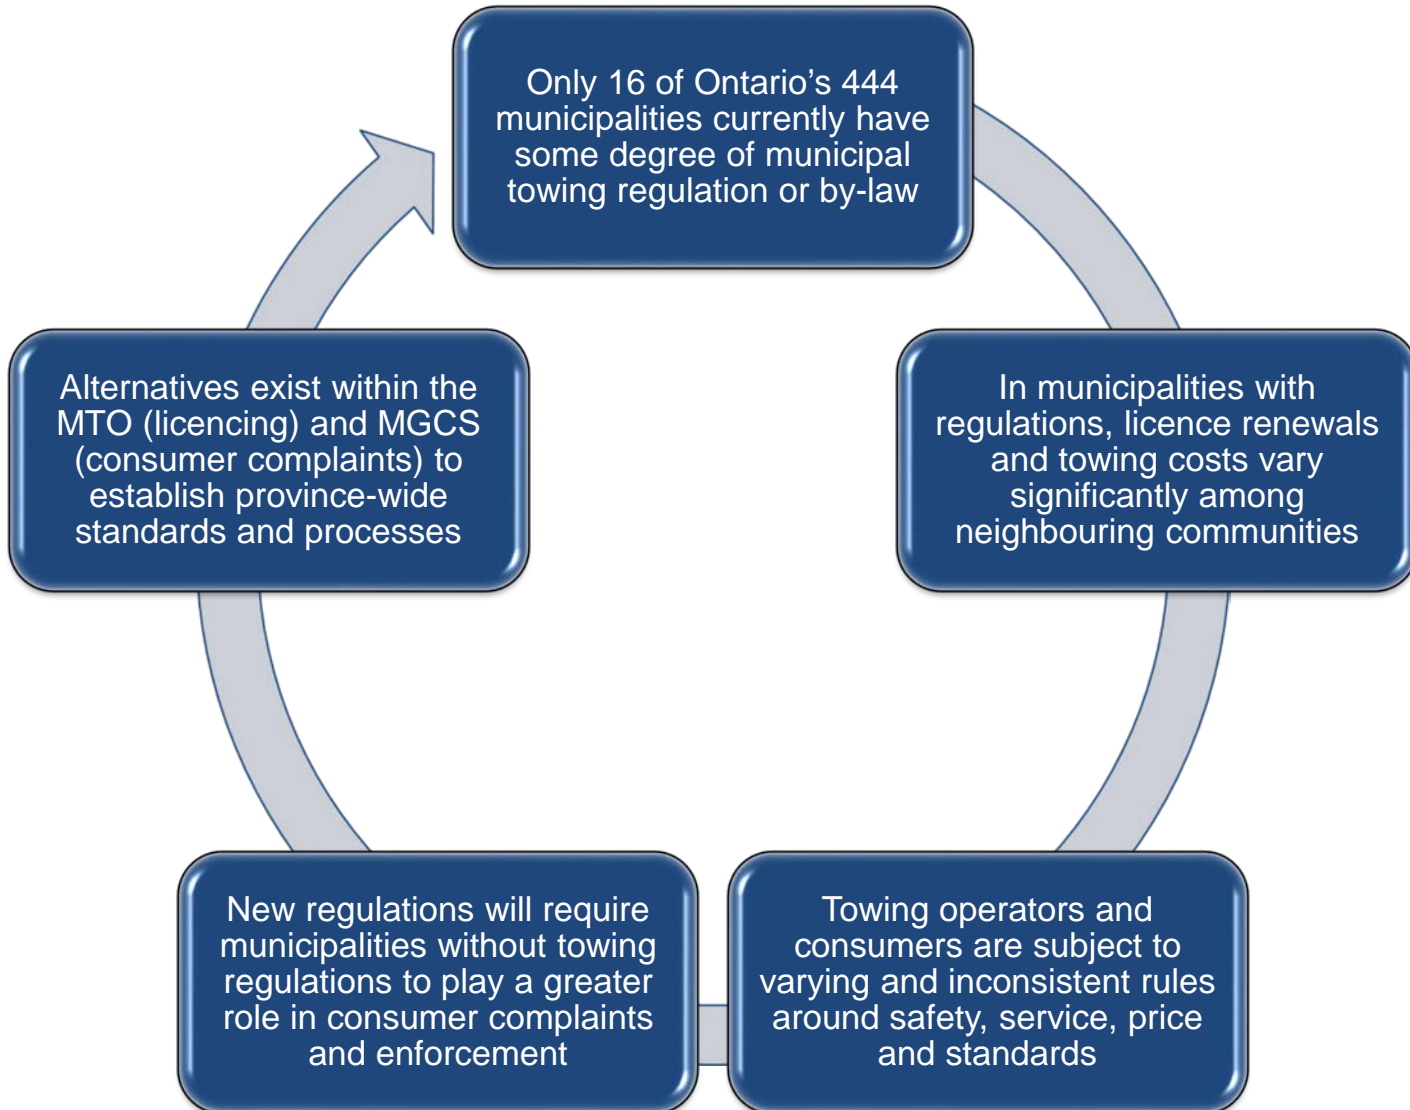 Only 16 of Ontario’s 444
municipalities currently have
some degree of municipal
towing regulation or by-law
In municipalities with
regulations, licence renewals
and towing costs vary
significantly among
neighbouring communities
Towing operators and
consumers are subject to
varying and inconsistent rules
around safety, service, price
and standards
New regulations will require
municipalities without towing
regulations to play a greater
role in consumer complaints
and enforcement
Alternatives exist within the
MTO (licencing) and MGCS
(consumer complaints) to
establish province-wide
standards and processes